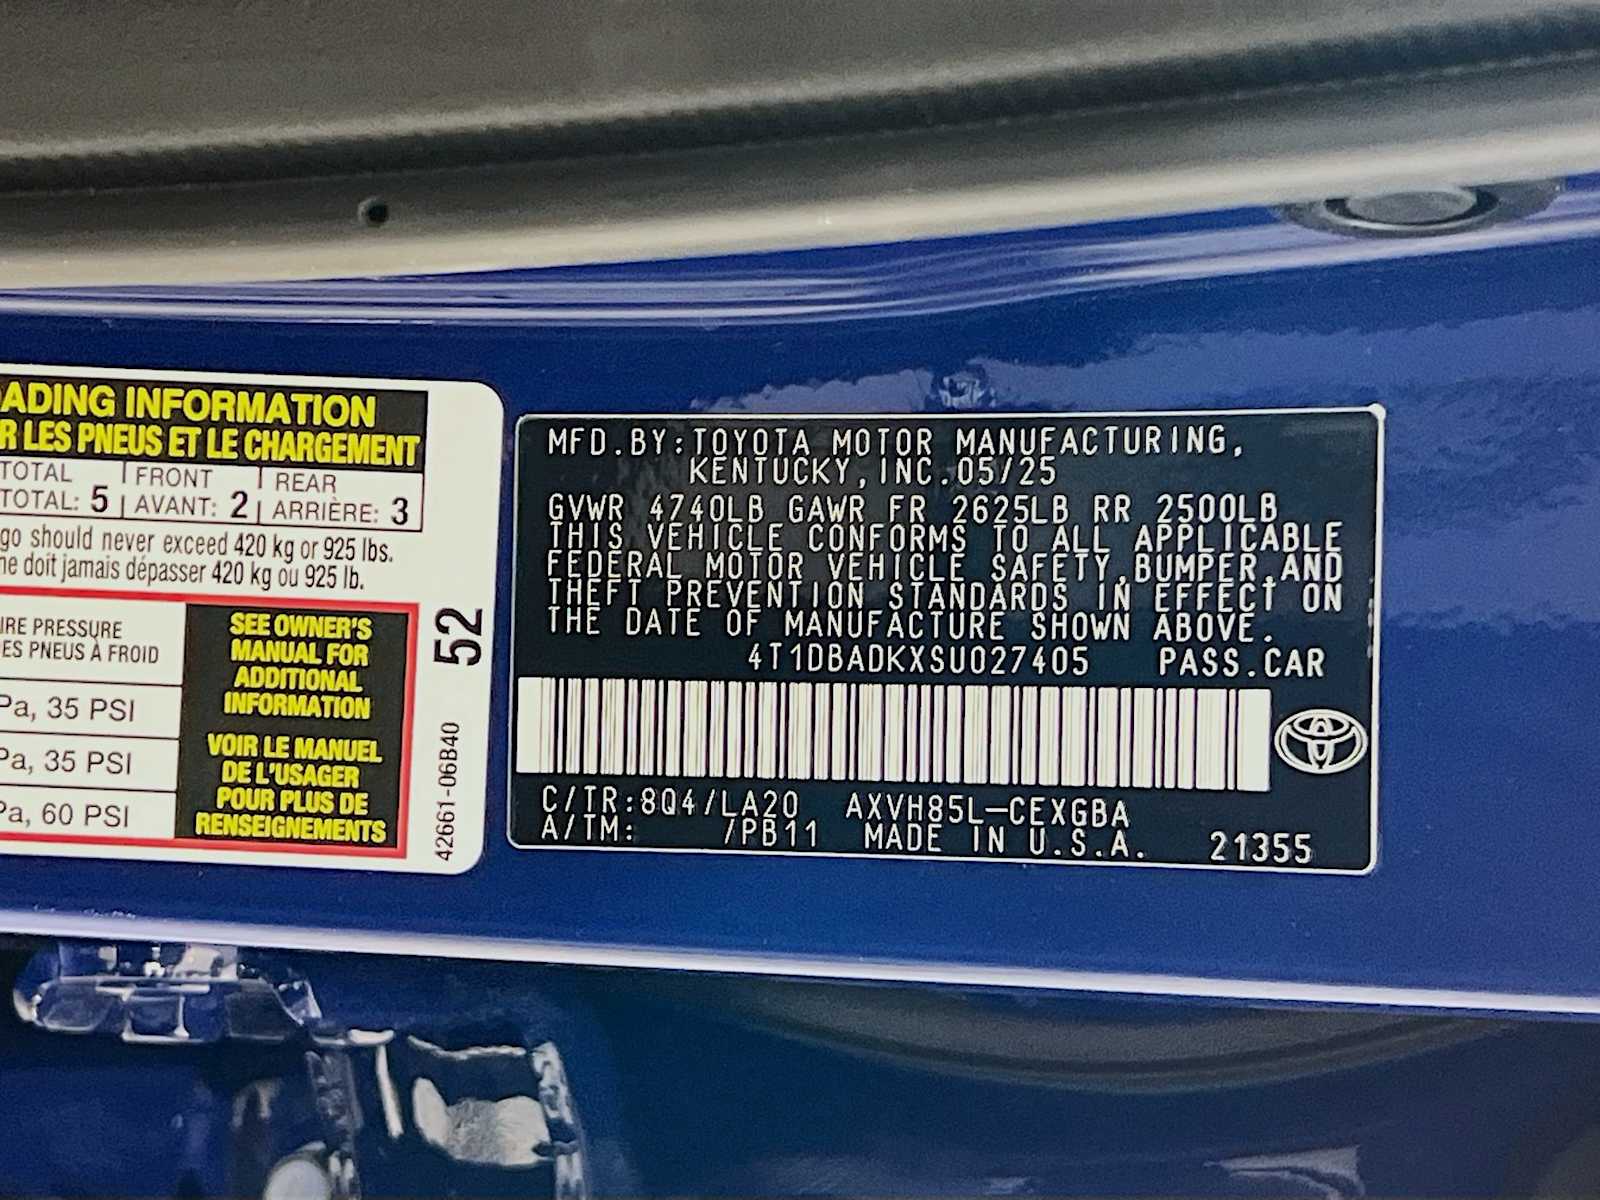 ADING INFORMATION
R LES PNEUS ET LE CHARGEMENT
TOTAL FRONT REAR
TOTAL: 5 AVANT: 2 ARRIÈRE: 3
go should never exceed 420 kg or 925 lbs.
ne doit jamais dépasser 420 kg ou 925 lb.
IRE PRESSURE
ES PNEUS À FROID
Pa, 35 PSI
Pa, 35 PSI
Pa, 60 PSI
SEE OWNER'S
MANUAL FOR
ADDITIONAL
INFORMATION
VOIR LE MANUEL
DE L'USAGER
POUR PLUS DE
RENSEIGNEMENTS
52
42661-06B40
MFD.BY:TOYOTA MOTOR MANUFACTURING,
KENTUCKY,INC.05/25
GVWR 4740LB GAWR FR 2625LB RR 2500LB
THIS VEHICLE CONFORMS TO ALL APPLICABLE
FEDERAL MOTOR VEHICLE SAFETY,BUMPER,AND
THEFT PREVENTION STANDARDS IN EFFECT ON
THE DATE OF MANUFACTURE SHOWN ABOVE.
4T1DBADKXSU027405 PASS.CAR
C/TR:8Q4/LA20 AXVH85L-CEXGBA
A/TM: /PB11 MADE IN U.S.A. 21355